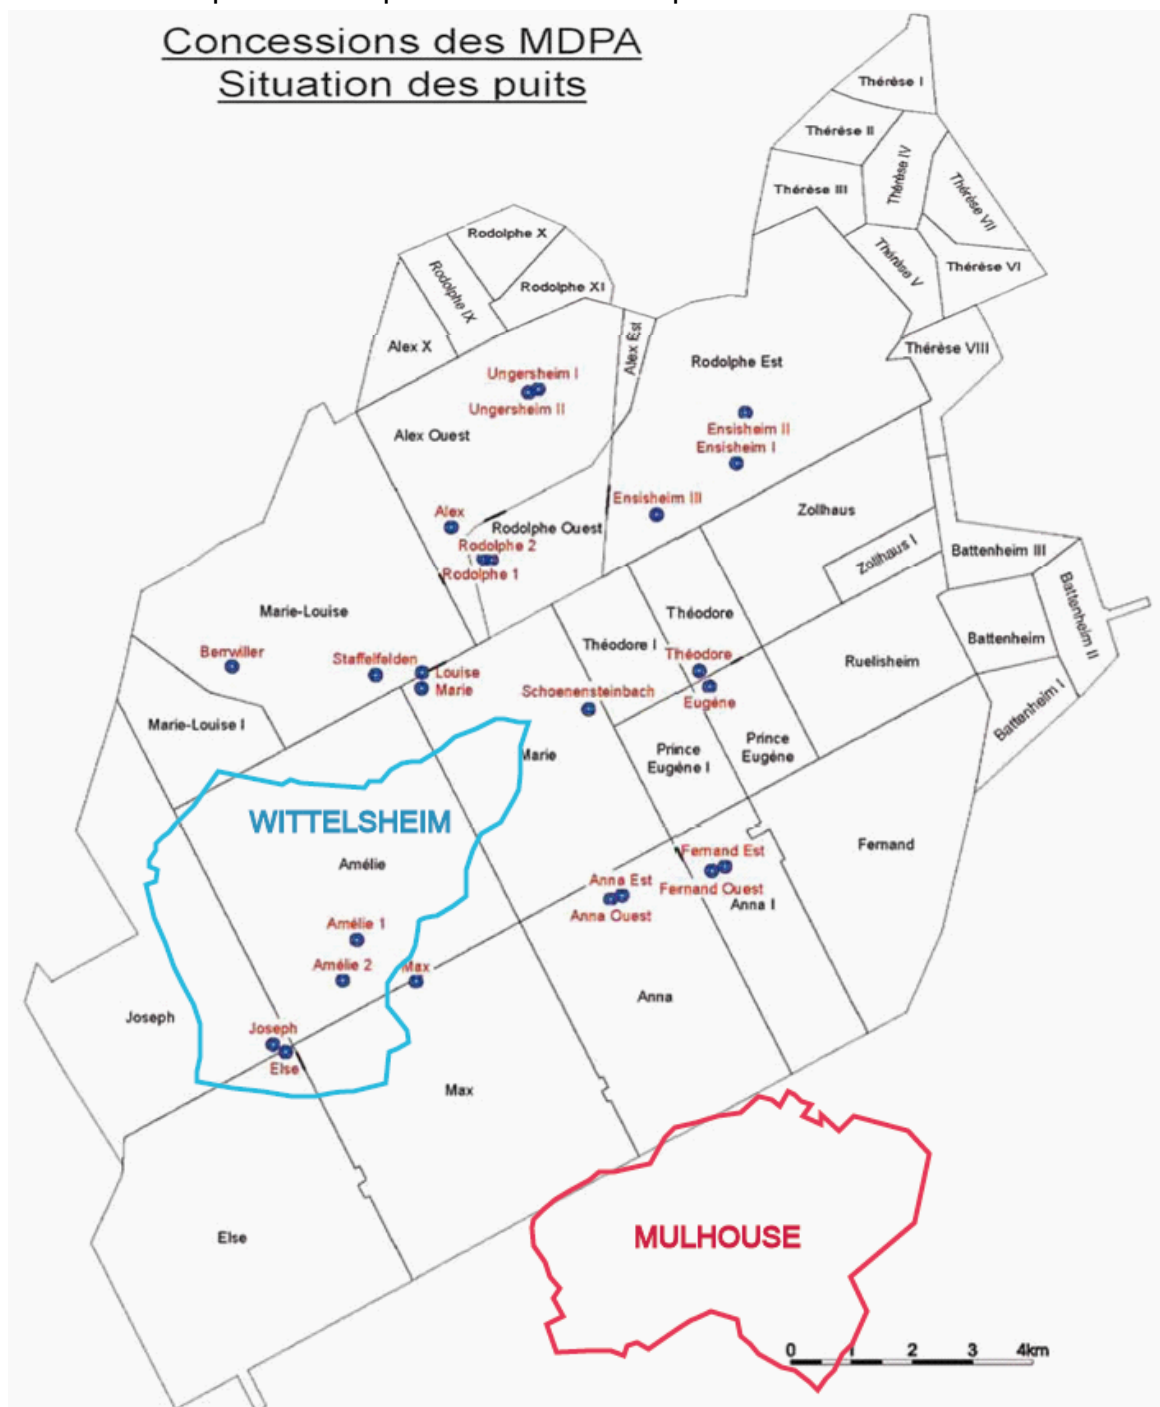 Concessions des MDPA
Situation des puits
Thérèse I
Thérèse II
Thérèse IV
Thérèse III
Thérèse VII
Thérèse V
Thérèse VI
Thérèse VIII
Rodolphe X
Rodolphe IX
Rodolphe XI
Alex X
Alex Est
Rodolphe Est
Ungersheim I
Ungersheim II
Alex Ouest
Ensisheim II
Ensisheim I
Ensisheim III
Alex
Rodolphe Ouest
Rodolphe 2
Rodolphe 1
Zollhaus
Zollhaus I
Battenheim III
Battenheim II
Battenheim
Battenheim I
Marie-Louise
Berrwiller
Staffelfelden
Louise
Marie
Théodore
Théodore I
Théodore
Ruelisheim
Schoenensteinbach
Eugéne
Marie-Louise I
Marie
Prince
Eugéne I
Prince
Eugéne
WITTELSHEIM
Amélie
Fernand
Fernand Est
Fernand Ouest
Anna I
Anna Est
Anna Ouest
Amélie 1
Amélie 2
Max
Anna
Joseph
Joseph
Else
Max
Else
MULHOUSE
0 1 2 3 4km